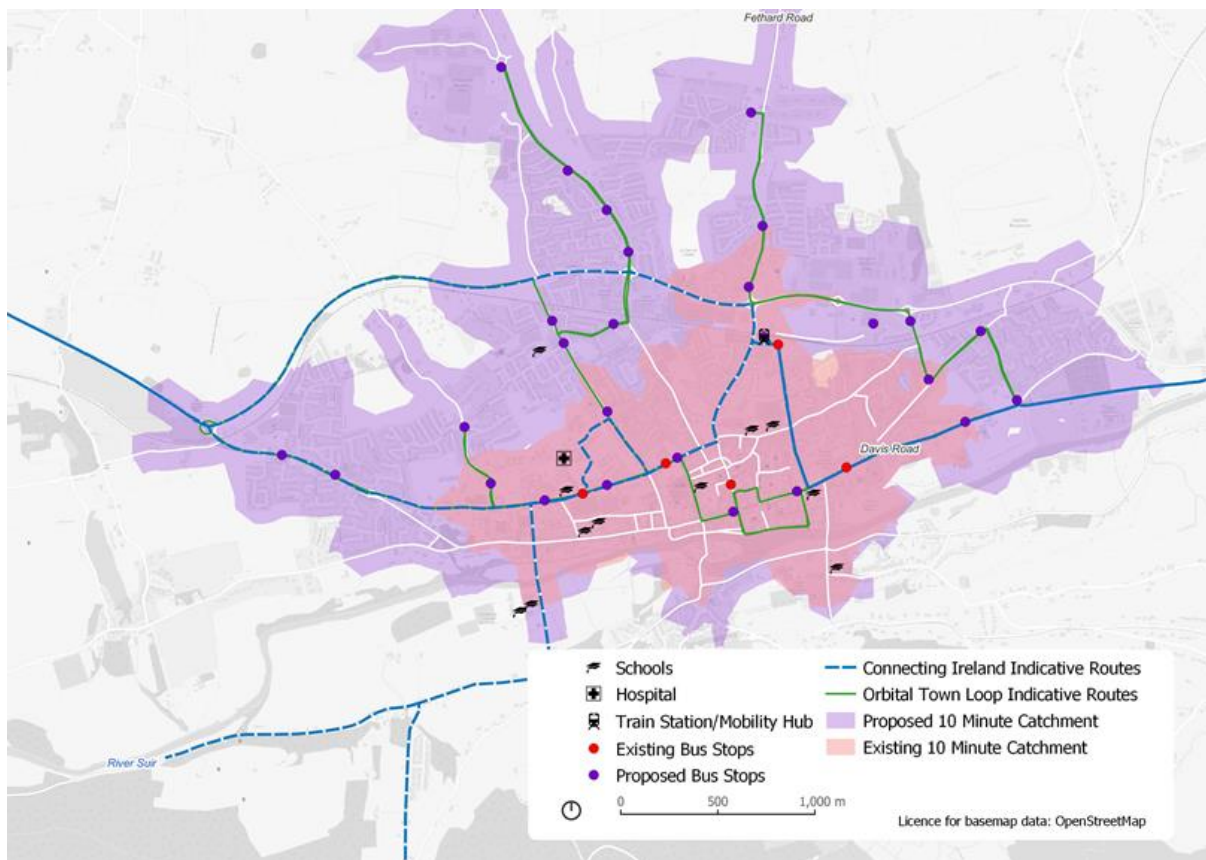 Fethard Road
Davis Road
River Suir
Schools
Hospital
Train Station/Mobility Hub
Existing Bus Stops
Proposed Bus Stops
Connecting Ireland Indicative Routes
Orbital Town Loop Indicative Routes
Proposed 10 Minute Catchment
Existing 10 Minute Catchment
0 500 1,000 m
Licence for basemap data: OpenStreetMap